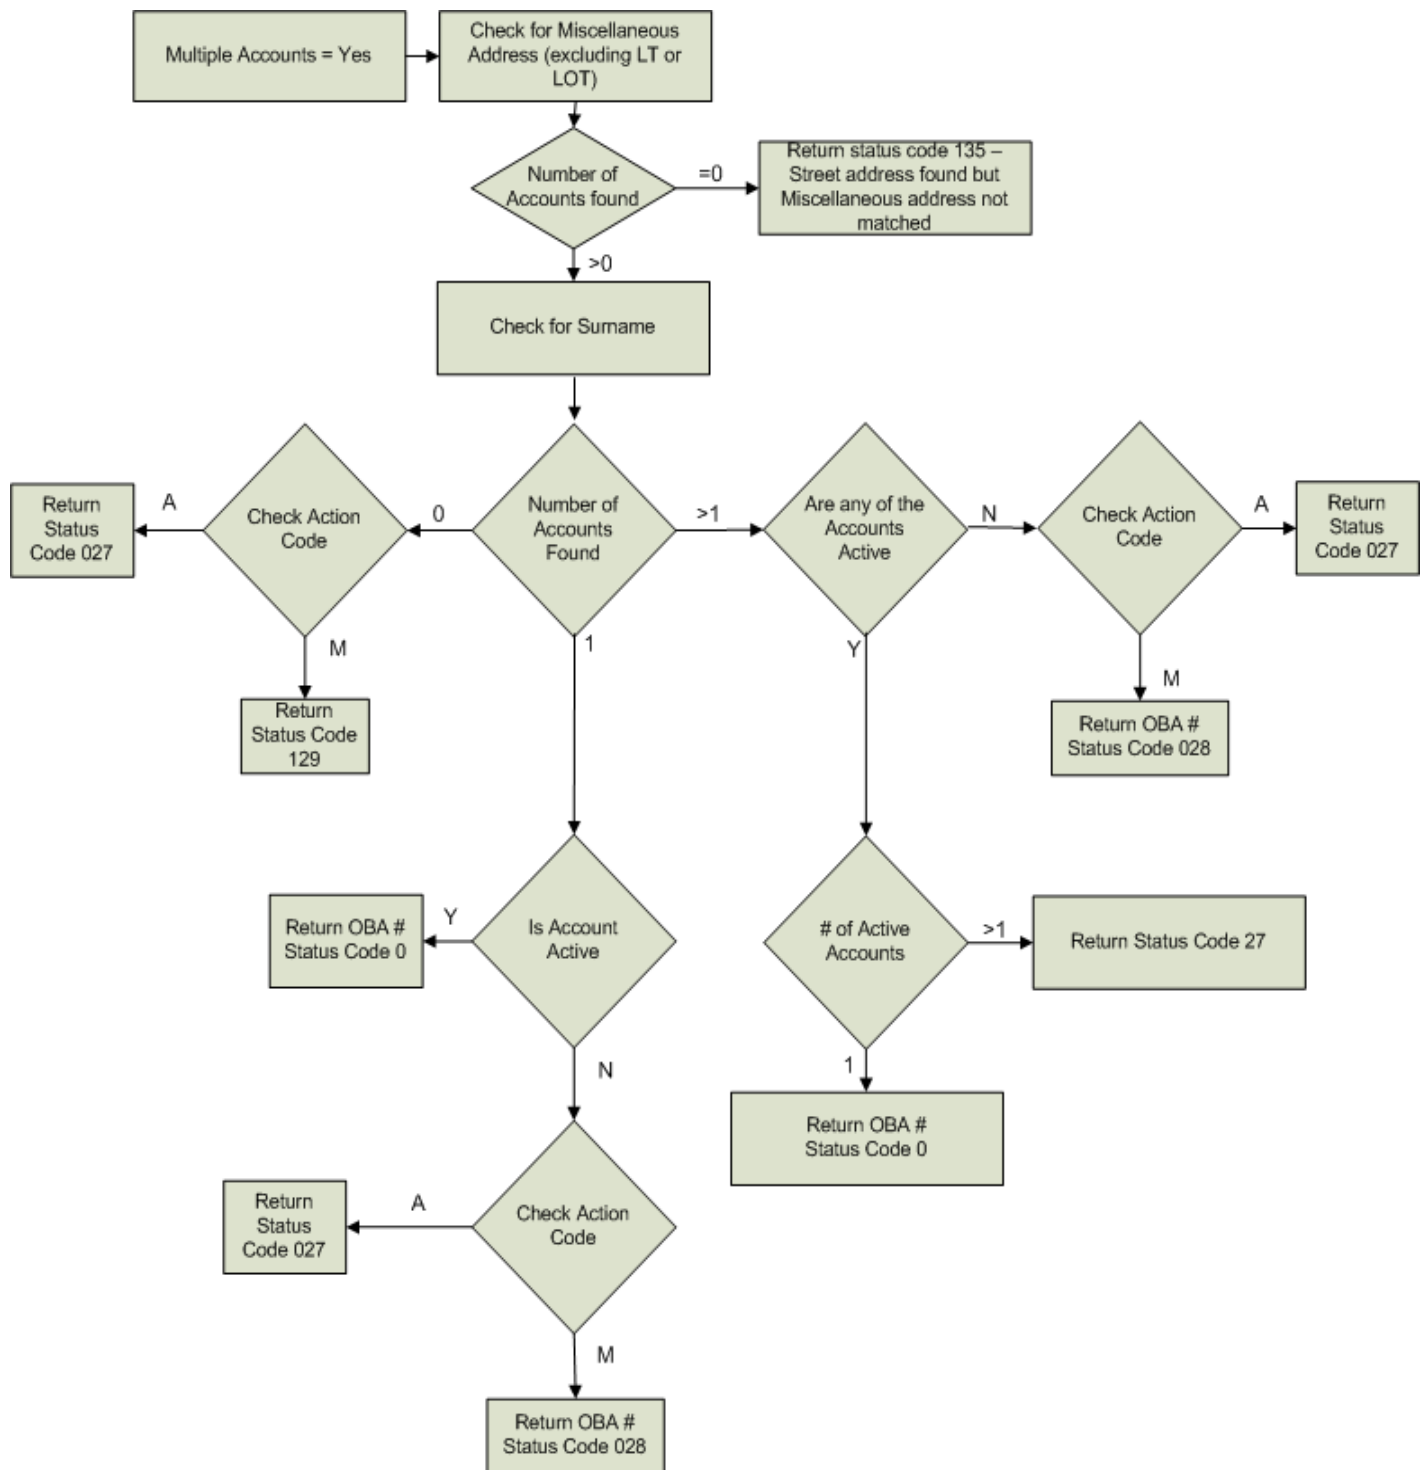 Multiple Accounts = Yes
Check for Miscellaneous
Address (excluding LT or
LOT)
Number of
Accounts found
=0
Return status code 135 –
Street address found but
Miscellaneous address not
matched
>0
Check for Surname
Return
Status
Code 027
A
Check Action
Code
0
Number of
Accounts
Found
>1
Are any of the
Accounts
Active
N
Check Action
Code
A
Return
Status
Code 027
M
1
Y
M
Return
Status Code
129
Return OBA #
Status Code 028
Return OBA #
Status Code 0
Y
Is Account
Active
# of Active
Accounts
>1
Return Status Code 27
N
1
Return OBA #
Status Code 0
Return
Status
Code 027
A
Check Action
Code
M
Return OBA #
Status Code 028